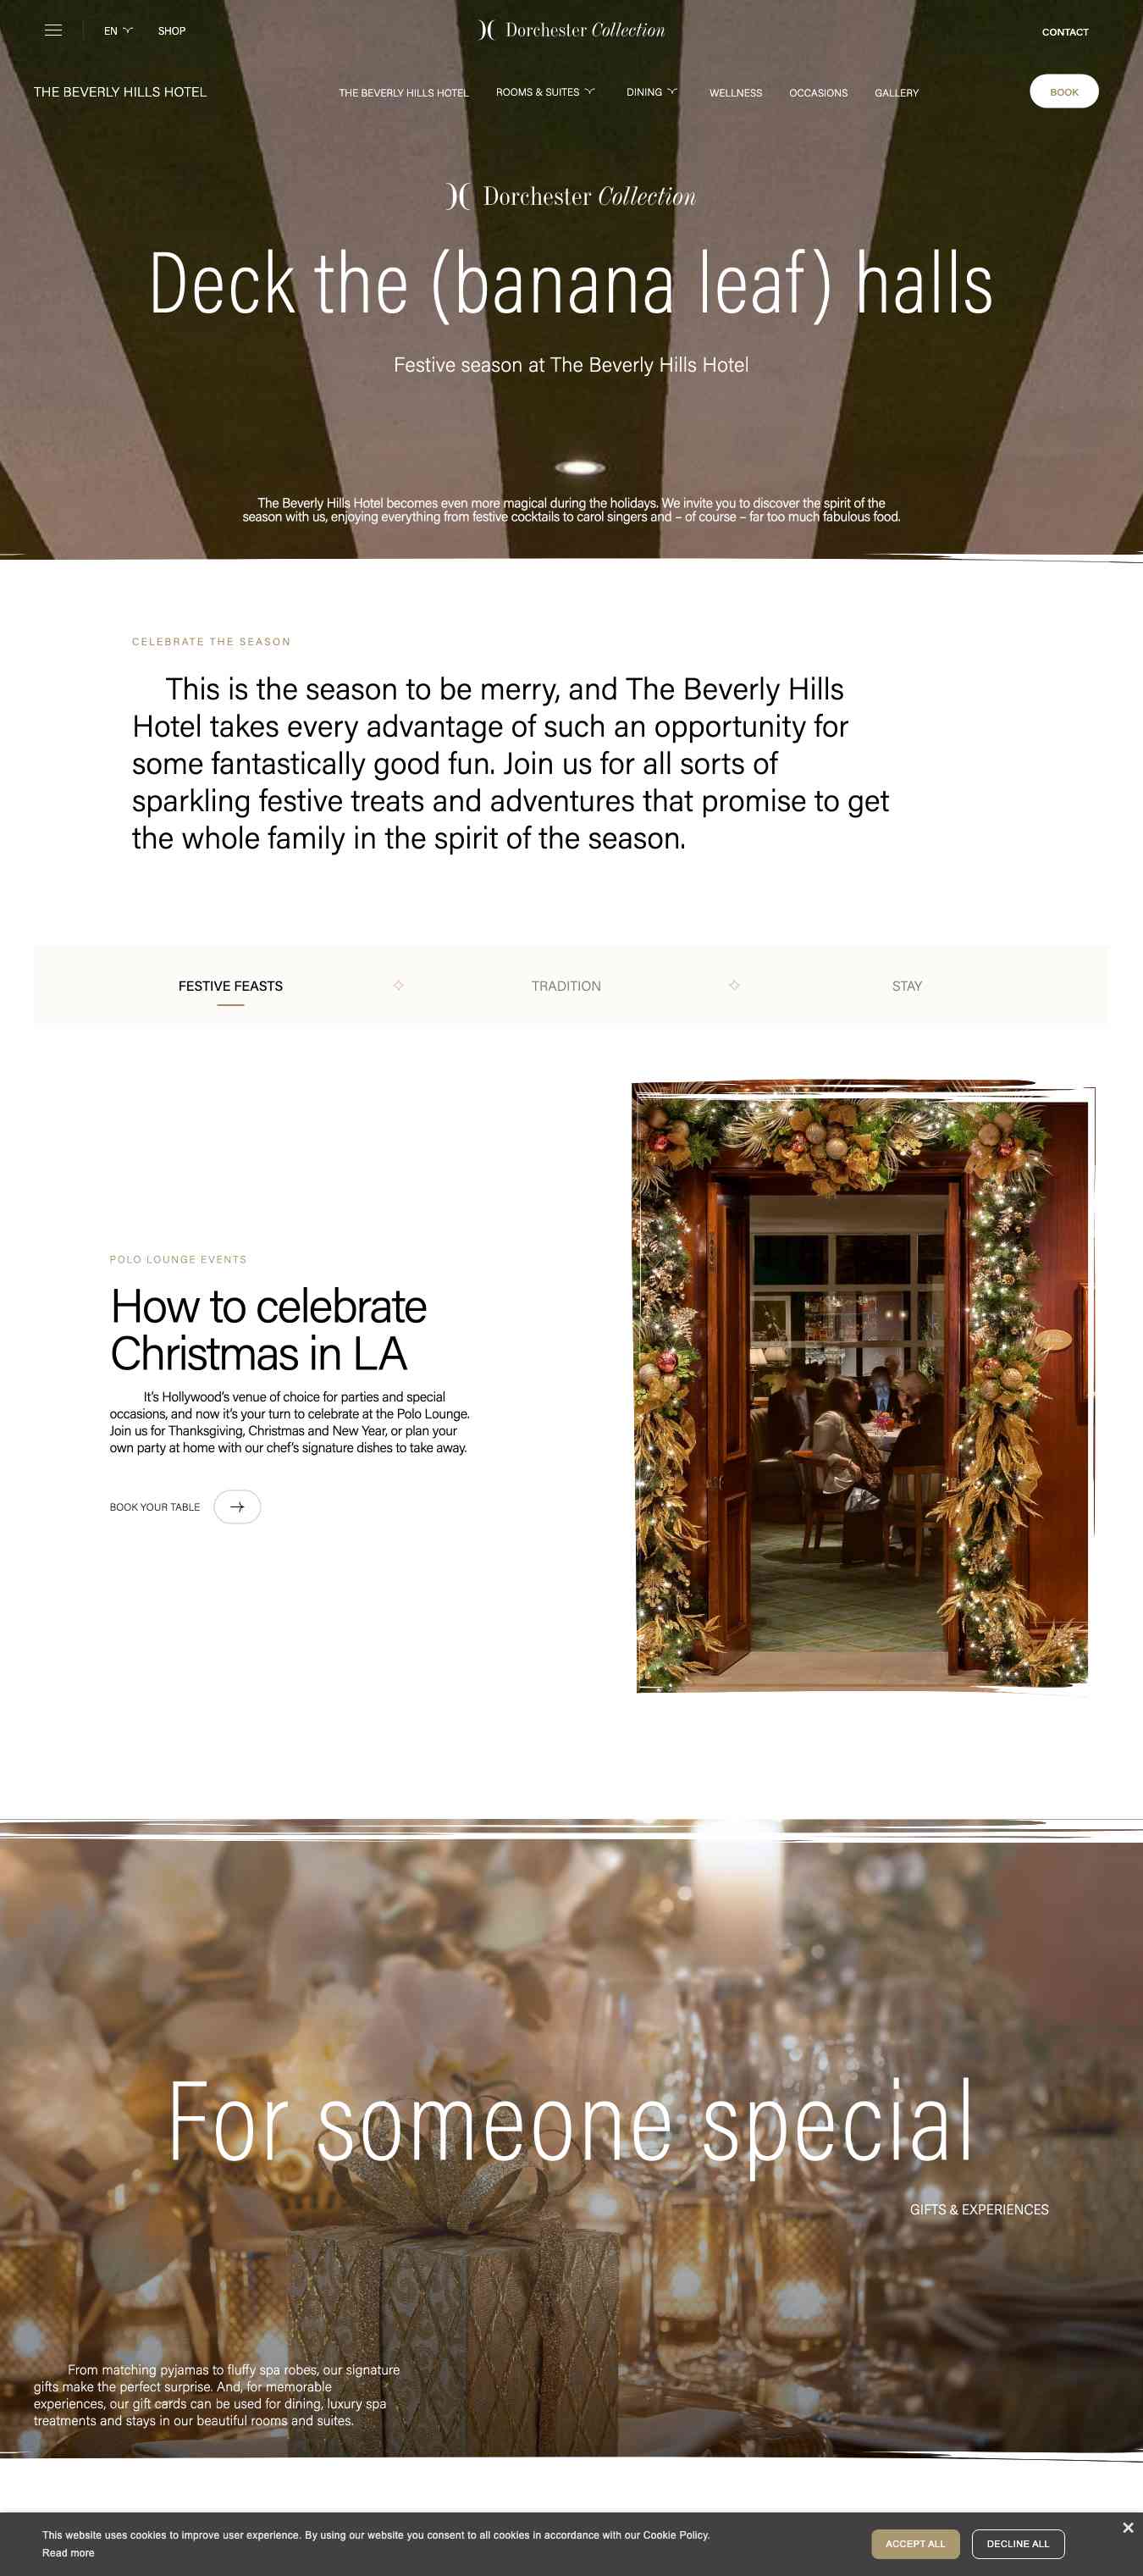 EN SHOP Dorchester Collection CONTACT
THE BEVERLY HILLS HOTEL THE BEVERLY HILLS HOTEL ROOMS & SUITES DINING WELLNESS OCCASIONS GALLERY BOOK
Dorchester Collection
Deck the (banana leaf) halls
Festive season at The Beverly Hills Hotel
The Beverly Hills Hotel becomes even more magical during the holidays. We invite you to discover the spirit of the
season with us, enjoying everything from festive cocktails to carol singers and – of course – far too much fabulous food.
CELEBRATE THE SEASON
This is the season to be merry, and The Beverly Hills
Hotel takes every advantage of such an opportunity for
some fantastically good fun. Join us for all sorts of
sparkling festive treats and adventures that promise to get
the whole family in the spirit of the season.
FESTIVE FEASTS TRADITION STAY
POLO LOUNGE EVENTS
How to celebrate
Christmas in LA
It's Hollywood's venue of choice for parties and special
occasions, and now it's your turn to celebrate at the Polo Lounge.
Join us for Thanksgiving, Christmas and New Year, or plan your
own party at home with our chef's signature dishes to take away.
BOOK YOUR TABLE
For someone special
GIFTS & EXPERIENCES
From matching pyjamas to fluffy spa robes, our signature
gifts make the perfect surprise. And, for memorable
experiences, our gift cards can be used for dining, luxury spa
treatments and stays in our beautiful rooms and suites.
This website uses cookies to improve user experience. By using our website you consent to all cookies in accordance with our Cookie Policy.
Read more
ACCEPT ALL DECLINE ALL